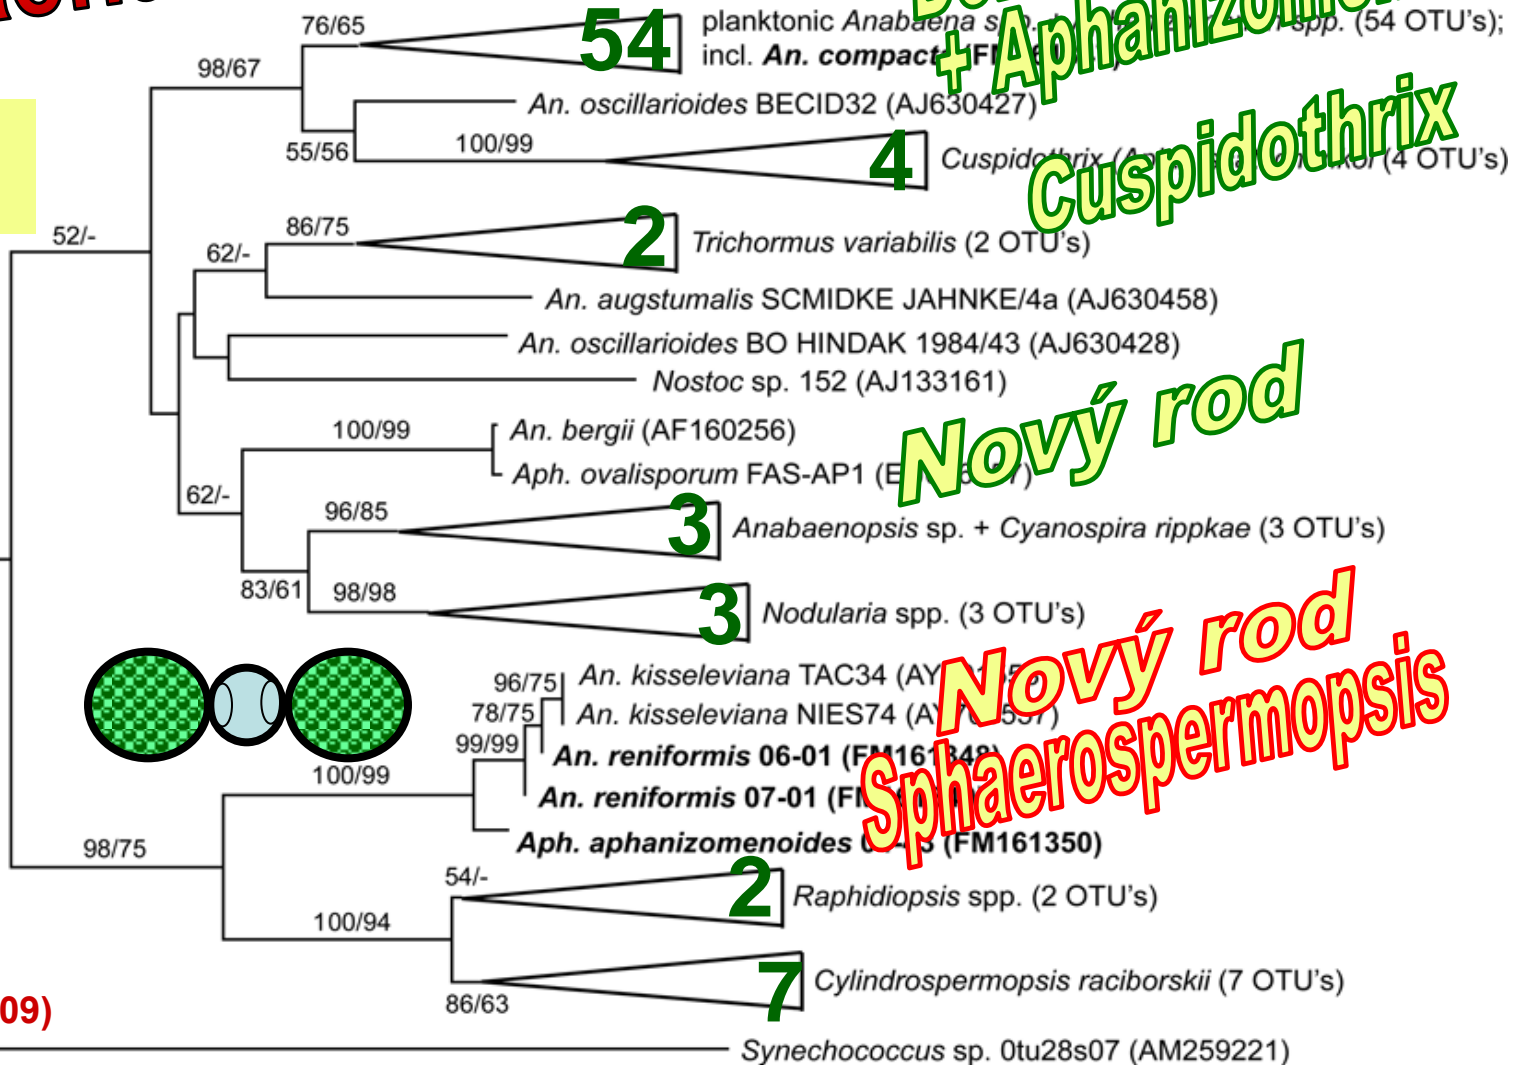 76/65
54
planktonic Anabaena spp. (54 OTU's);
incl. An. compacta
+ Aphanizomen
98/67
An. oscillarioides BECID32 (AJ630427)
55/56
100/99
4
Cuspidothrix (4 OTU's)
Cuspidothrix
52/-
86/75
2
Trichormus variabilis (2 OTU's)
62/-
An. augstumalis SCMIDKE JAHNKE/4a (AJ630458)
An. oscillarioides BO HINDAK 1984/43 (AJ630428)
Nostoc sp. 152 (AJ133161)
Nový rod
100/99
An. bergii (AF160256)
Aph. ovalisporum FAS-AP1
62/-
96/85
3
Anabaenopsis sp. + Cyanospira rippkae (3 OTU's)
83/61
98/98
3
Nodularia spp. (3 OTU's)
Nový rod
Sphaerospermopsis
96/75
An. kisseleviana TAC34
78/75
An. kisseleviana NIES74
99/99
An. reniformis 06-01 (FM161348)
100/99
An. reniformis 07-01
Aph. aphanizomenoides (FM161350)
98/75
54/-
2
Raphidiopsis spp. (2 OTU's)
100/94
7
Cylindrospermopsis raciborskii (7 OTU's)
86/63
09)
Synechococcus sp. 0tu28s07 (AM259221)